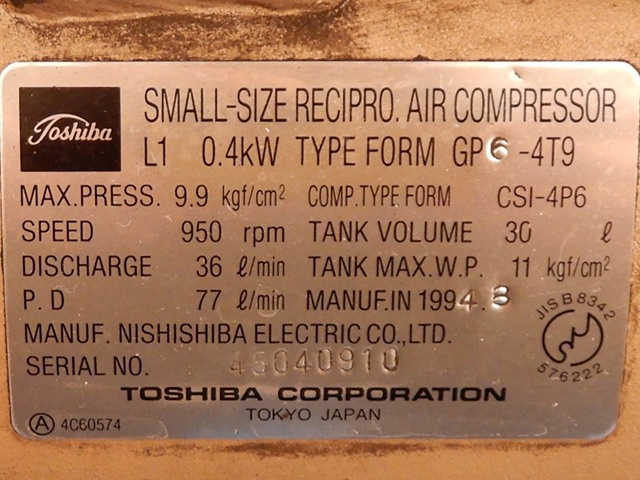 Toshiba
SMALL-SIZE RECIPRO. AIR COMPRESSOR
L1 0.4kW TYPE FORM GP6-4T9
MAX.PRESS. 9.9 kgf/cm² COMP.TYPE FORM CSI-4P6
SPEED 950 rpm TANK VOLUME 30 ℓ
DISCHARGE 36 ℓ/min TANK MAX.W.P. 11 kgf/cm²
P.D 77 ℓ/min MANUF.IN 1994.8
MANUF. NISHISHIBA ELECTRIC CO.,LTD.
JIS B 8342
576222
SERIAL NO. 45040910
TOSHIBA CORPORATION
TOKYO JAPAN
A 4C60574